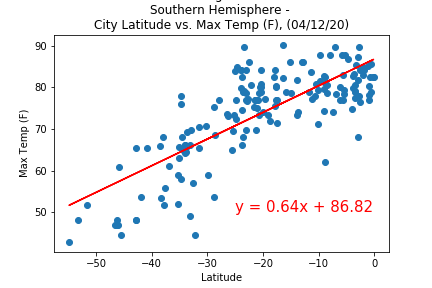 Southern Hemisphere -
City Latitude vs. Max Temp (F), (04/12/20)
90
80
70
60
50
Max Temp (F)
y = 0.64x + 86.82
−50
−40
−30
−20
−10
0
Latitude